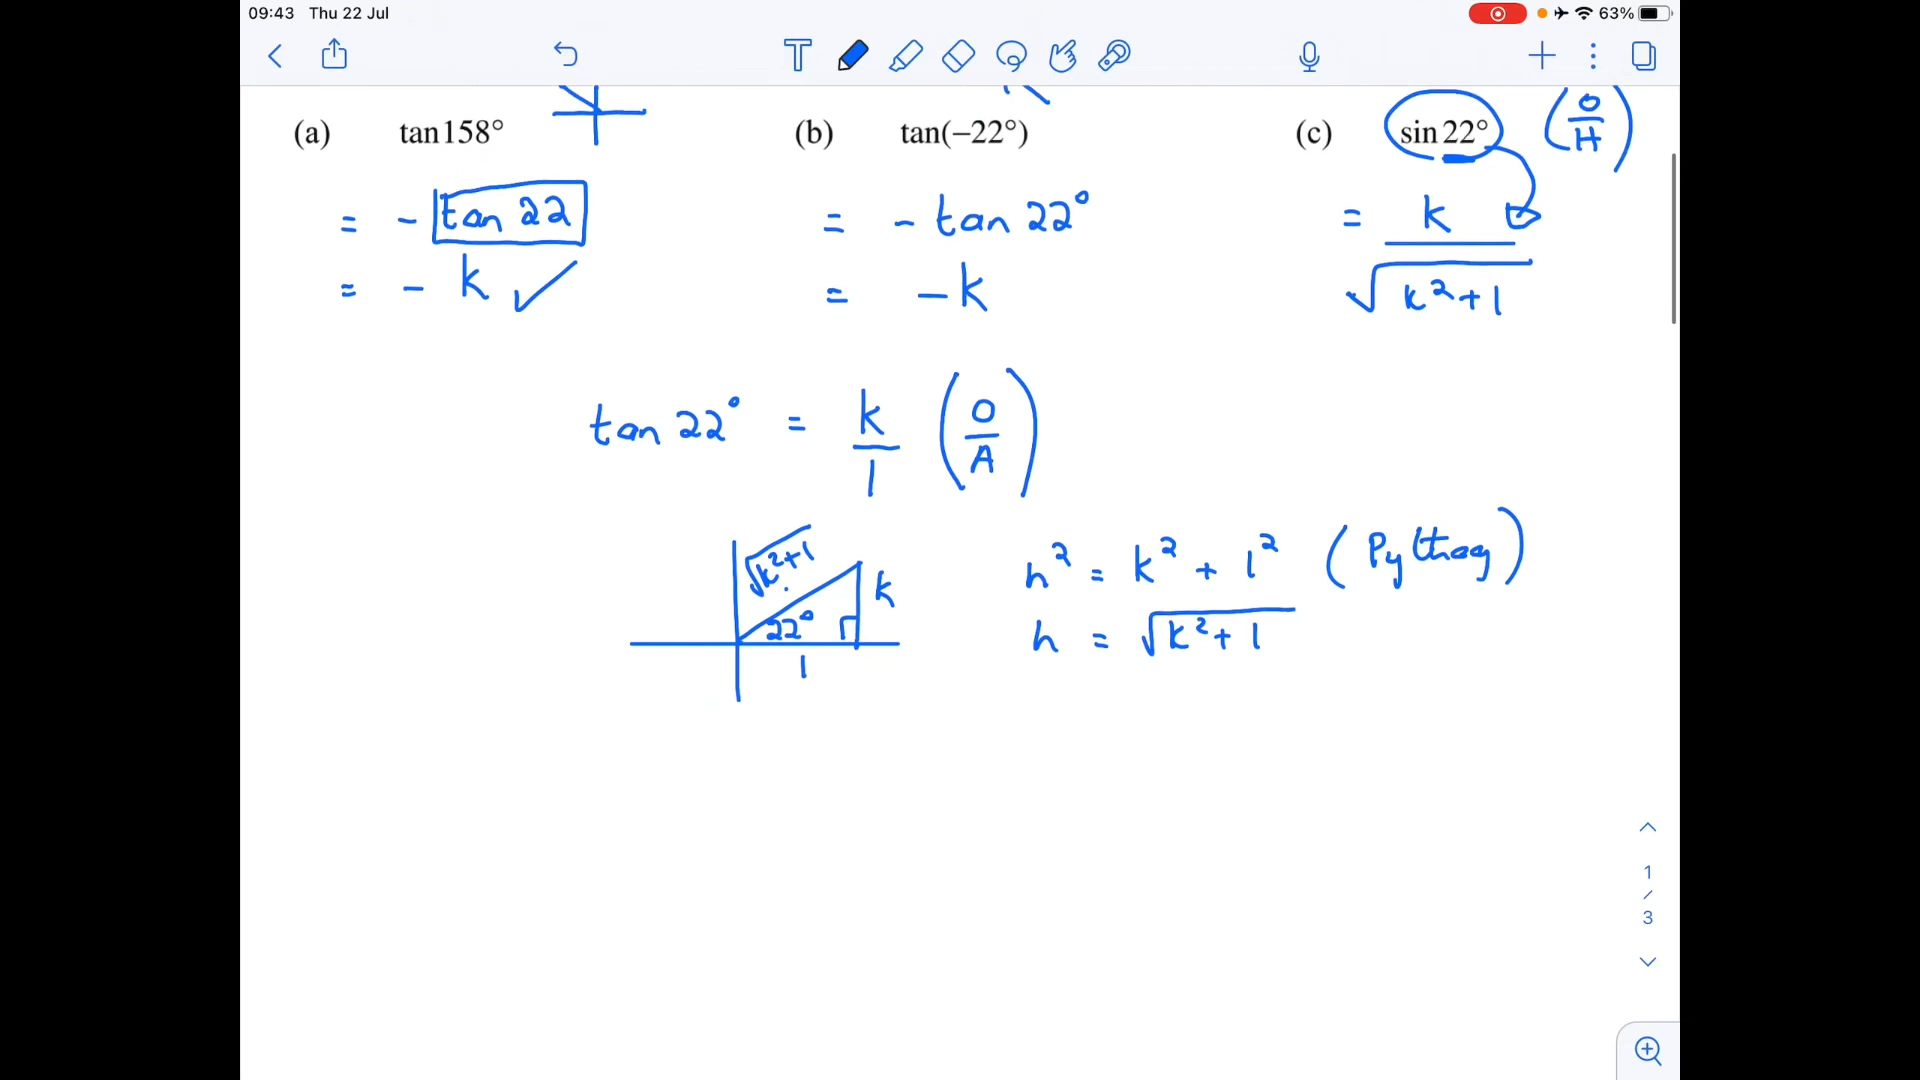 09:43 Thu 22 Jul 63%
T
(a) tan158° (b) tan(−22°) (c) sin 22° (O/H)
= - tan 22 = - tan 22° = k / √(k²+1)
= - k ✓ = -k
tan 22° = k/1 (O/A)
√(k²+1) k h² = k² + 1² (Pythag)
22° h = √(k²+1)
1
1
/
3